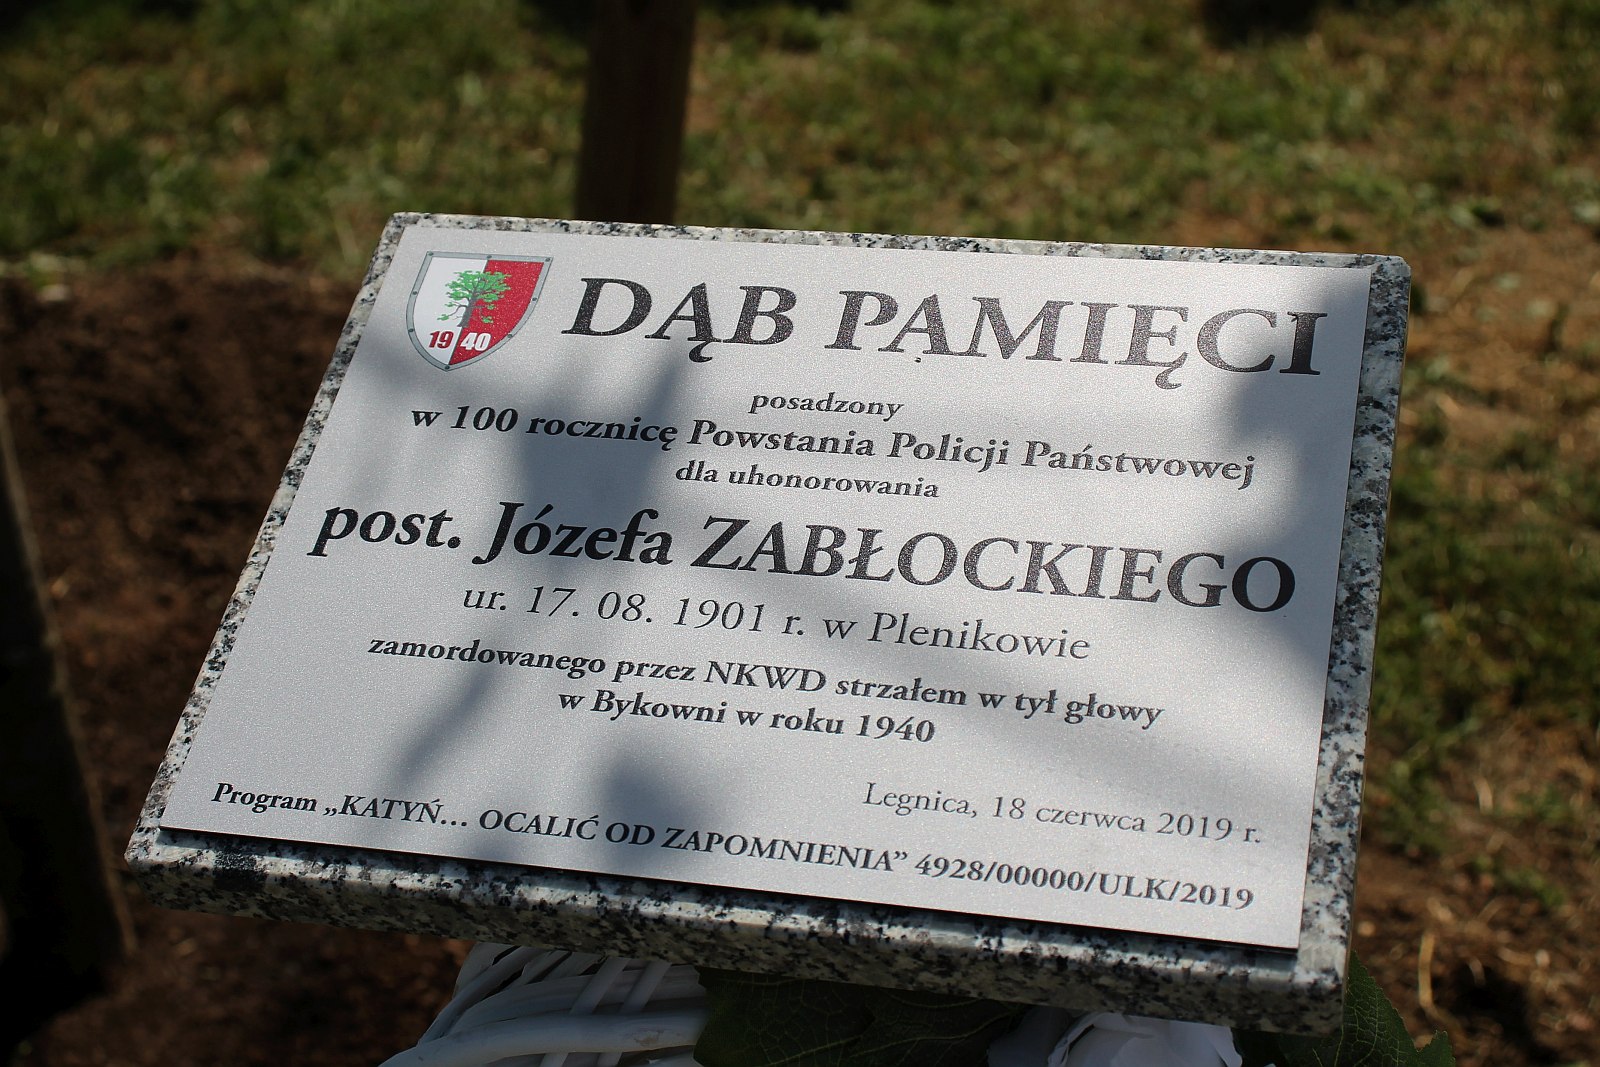 1940
DĄB PAMIĘCI
posadzony
w 100 rocznicę Powstania Policji Państwowej
dla uhonorowania
post. Józefa ZABŁOCKIEGO
ur. 17. 08. 1901 r. w Plenikowie
zamordowanego przez NKWD strzałem w tył głowy
w Bykowni w roku 1940
Legnica, 18 czerwca 2019 r.
Program „KATYŃ... OCALIĆ OD ZAPOMNIENIA” 4928/00000/ULK/2019